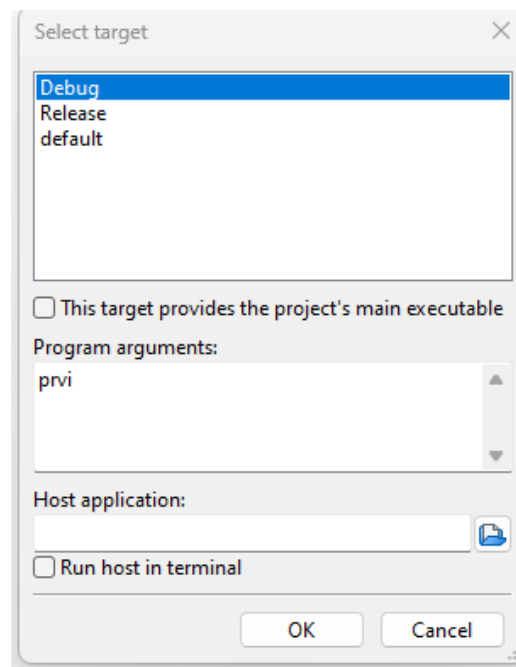 Select target
Debug
Release
default
This target provides the project's main executable
Program arguments:
prvi
Host application:
Run host in terminal
OK Cancel